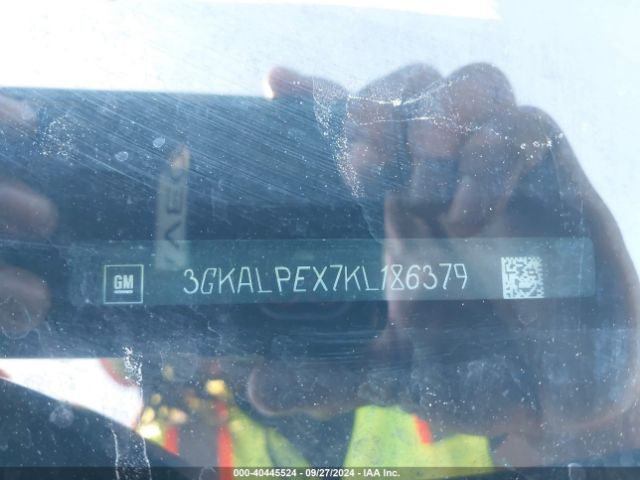 GM 3GKALPEX7KL186379
000-40445524 - 09/27/2024 - IAA Inc.